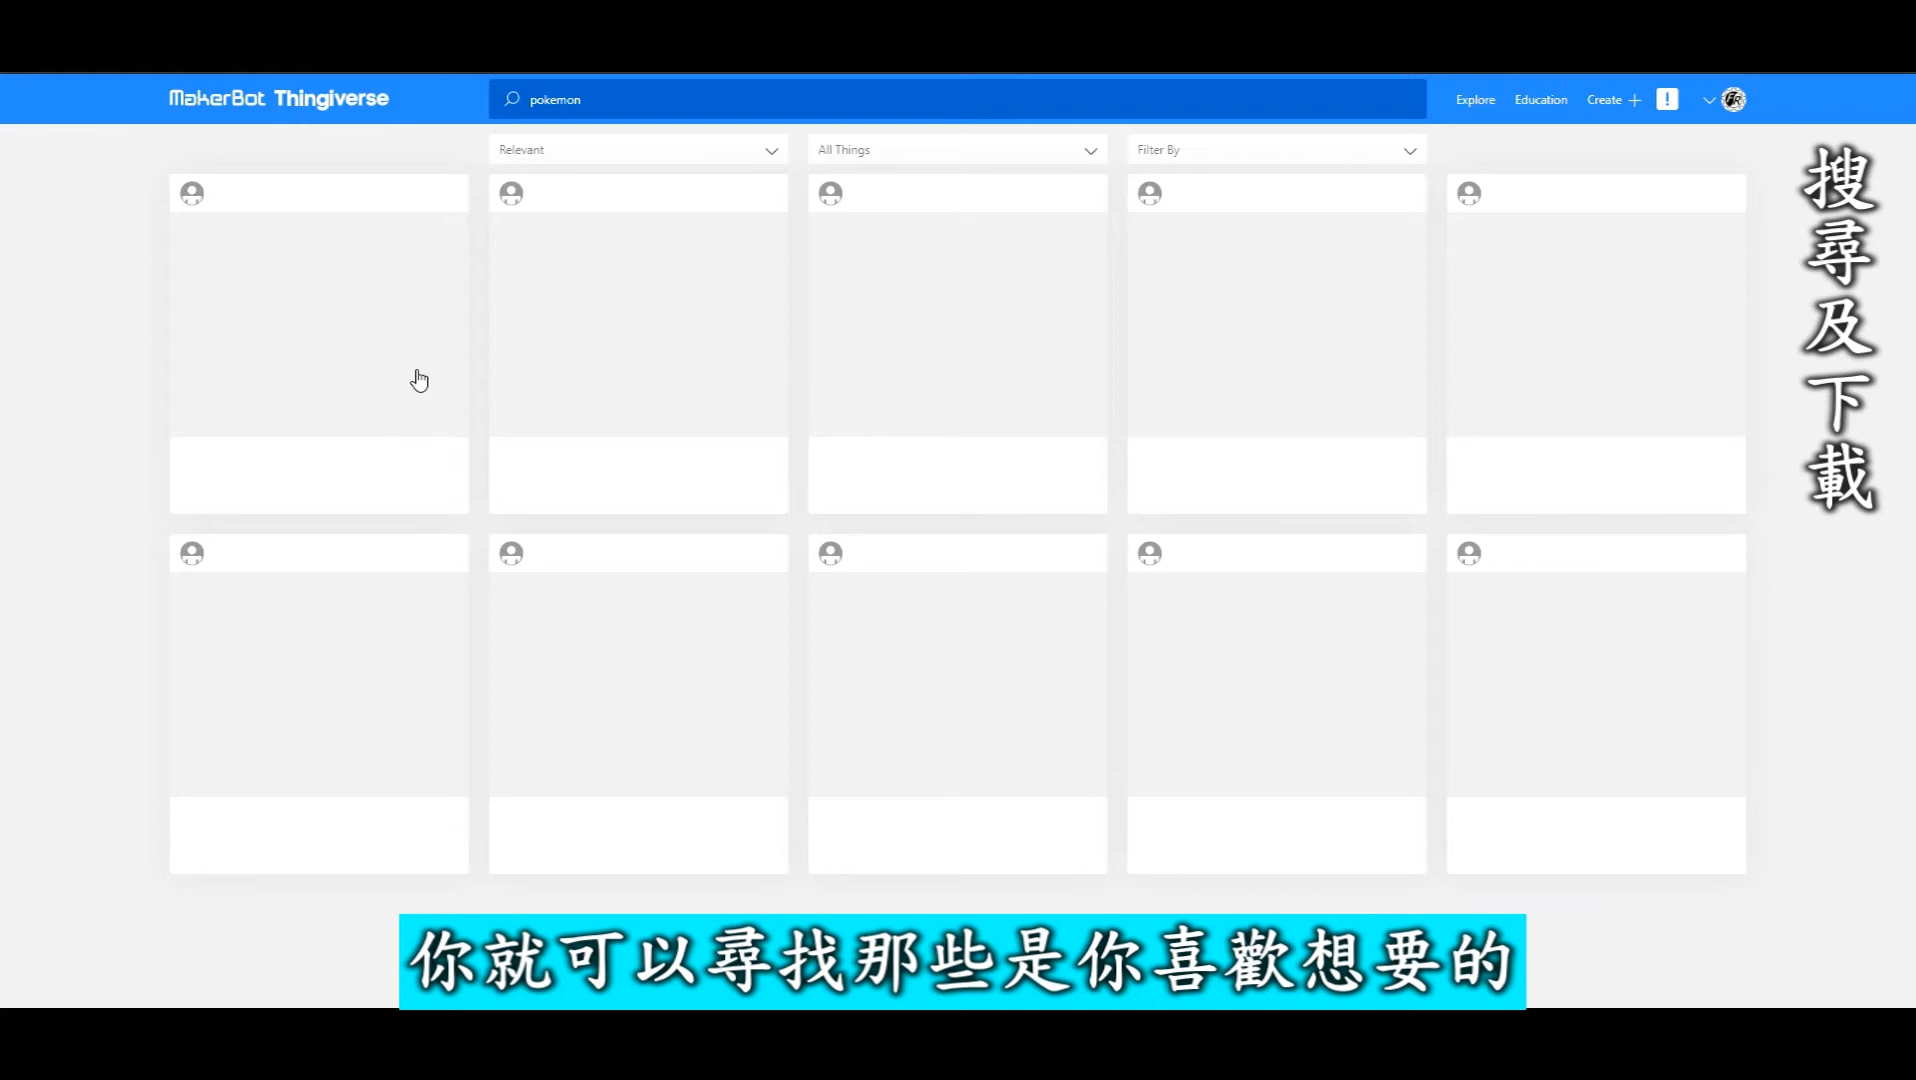 MakerBot Thingiverse
pokemon
Explore
Education
Create +
!
Relevant
All Things
Filter By
搜尋及下載
你就可以尋找那些是你喜歡想要的